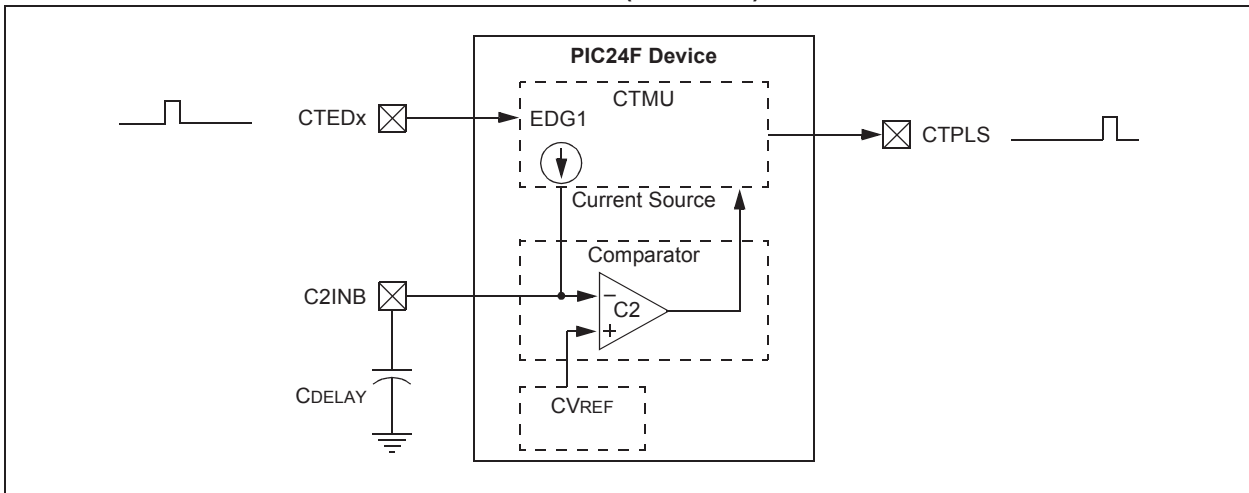 PIC24F Device
CTMU
CTEDx
EDG1
CTPLS
Current Source
Comparator
C2INB
–
C2
+
CDELAY
CVREF